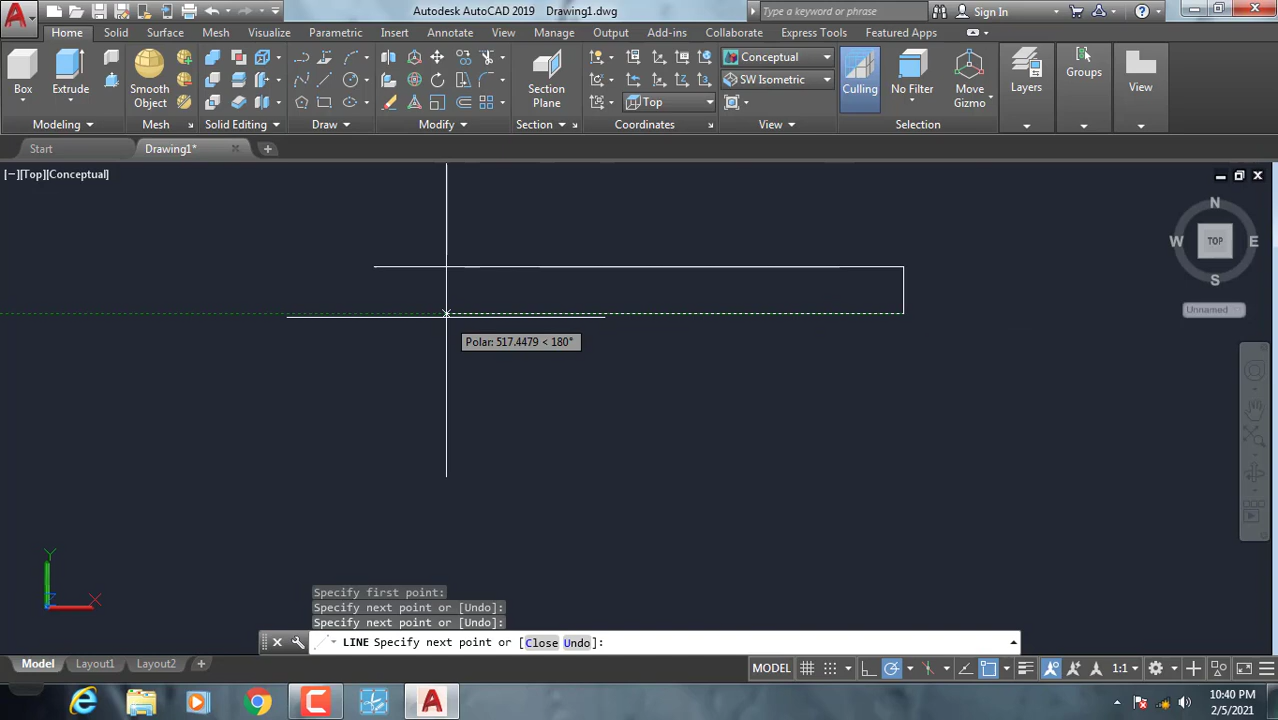 Autodesk AutoCAD 2019 Drawing1.dwg
Type a keyword or phrase
Sign In
Home Solid Surface Mesh Visualize Parametric Insert Annotate View Manage Output Add-ins Collaborate Express Tools Featured Apps
Box
Extrude
Smooth
Object
Section
Plane
Top
Conceptual
SW Isometric
Culling
No Filter
Move
Gizmo
Layers
Groups
View
Modeling Mesh Solid Editing Draw Modify Section Coordinates View Selection
Start Drawing1*
[−][Top][Conceptual]
N
W TOP E
S
Unnamed
Polar: 517.4479 < 180°
Y
X
Specify first point:
Specify next point or [Undo]:
Specify next point or [Undo]:
LINE Specify next point or [Close Undo]:
Model Layout1 Layout2
MODEL 1:1
10:40 PM
2/5/2021